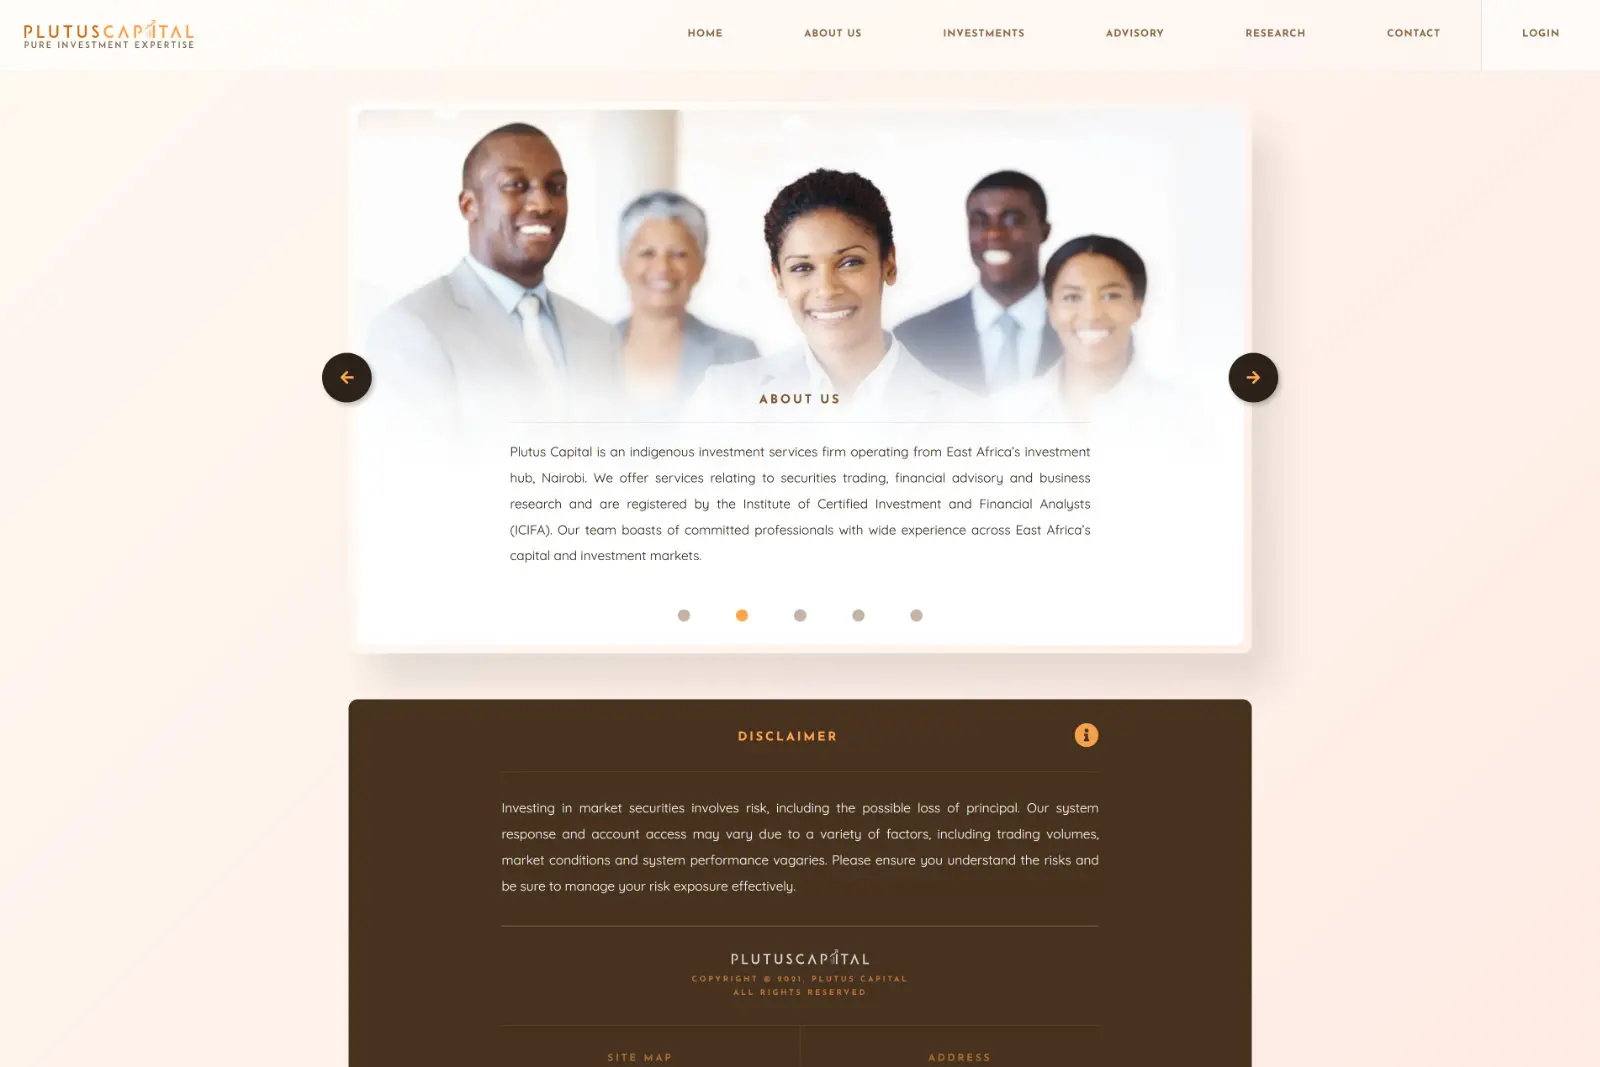 PLUTUSCAPITAL
PURE INVESTMENT EXPERTISE
HOME
ABOUT US
INVESTMENTS
ADVISORY
RESEARCH
CONTACT
LOGIN
ABOUT US
Plutus Capital is an indigenous investment services firm operating from East Africa's investment
hub, Nairobi. We offer services relating to securities trading, financial advisory and business
research and are registered by the Institute of Certified Investment and Financial Analysts
(ICIFA). Our team boasts of committed professionals with wide experience across East Africa's
capital and investment markets.
DISCLAIMER
Investing in market securities involves risk, including the possible loss of principal. Our system
response and account access may vary due to a variety of factors, including trading volumes,
market conditions and system performance vagaries. Please ensure you understand the risks and
be sure to manage your risk exposure effectively.
PLUTUSCAPITAL
COPYRIGHT © 2021, PLUTUS CAPITAL
ALL RIGHTS RESERVED
SITE MAP
ADDRESS